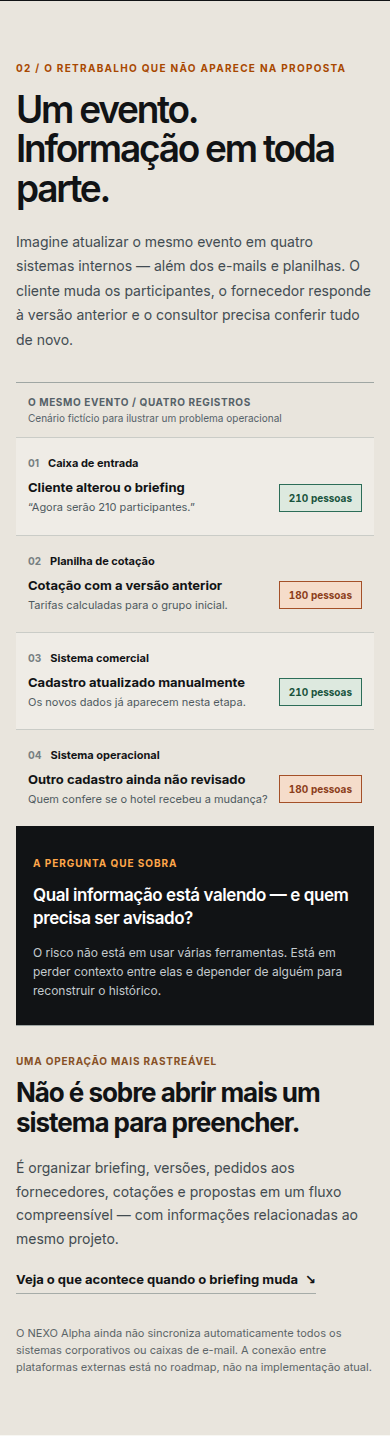 02 / O RETRABALHO QUE NÃO APARECE NA PROPOSTA
Um evento.
Informação em toda
parte.
Imagine atualizar o mesmo evento em quatro
sistemas internos — além dos e-mails e planilhas. O
cliente muda os participantes, o fornecedor responde
à versão anterior e o consultor precisa conferir tudo
de novo.
O MESMO EVENTO / QUATRO REGISTROS
Cenário fictício para ilustrar um problema operacional
01 Caixa de entrada
Cliente alterou o briefing
“Agora serão 210 participantes.”
210 pessoas
02 Planilha de cotação
Cotação com a versão anterior
Tarifas calculadas para o grupo inicial.
180 pessoas
03 Sistema comercial
Cadastro atualizado manualmente
Os novos dados já aparecem nesta etapa.
210 pessoas
04 Sistema operacional
Outro cadastro ainda não revisado
Quem confere se o hotel recebeu a mudança?
180 pessoas
A PERGUNTA QUE SOBRA
Qual informação está valendo — e quem
precisa ser avisado?
O risco não está em usar várias ferramentas. Está em
perder contexto entre elas e depender de alguém para
reconstruir o histórico.
UMA OPERAÇÃO MAIS RASTREÁVEL
Não é sobre abrir mais um
sistema para preencher.
É organizar briefing, versões, pedidos aos
fornecedores, cotações e propostas em um fluxo
compreensível — com informações relacionadas ao
mesmo projeto.
Veja o que acontece quando o briefing muda ↘
O NEXO Alpha ainda não sincroniza automaticamente todos os
sistemas corporativos ou caixas de e-mail. A conexão entre
plataformas externas está no roadmap, não na implementação atual.